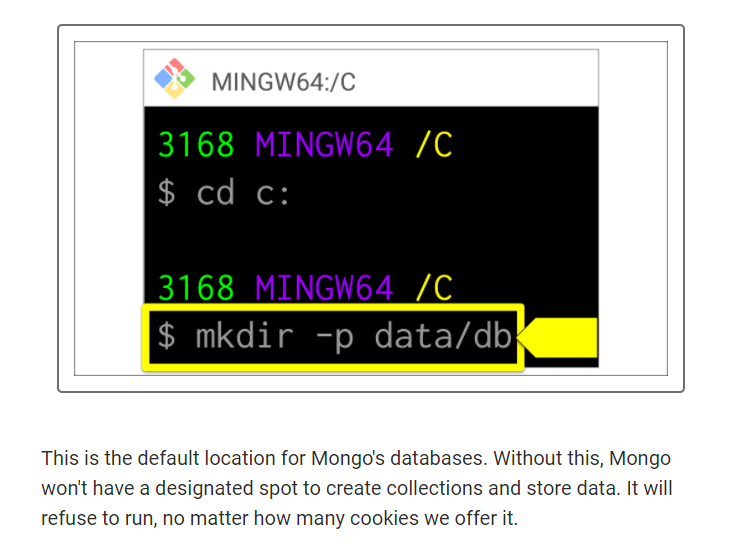 MINGW64:/C
3168 MINGW64 /C
$ cd c:
3168 MINGW64 /C
$ mkdir -p data/db
This is the default location for Mongo's databases. Without this, Mongo
won't have a designated spot to create collections and store data. It will
refuse to run, no matter how many cookies we offer it.